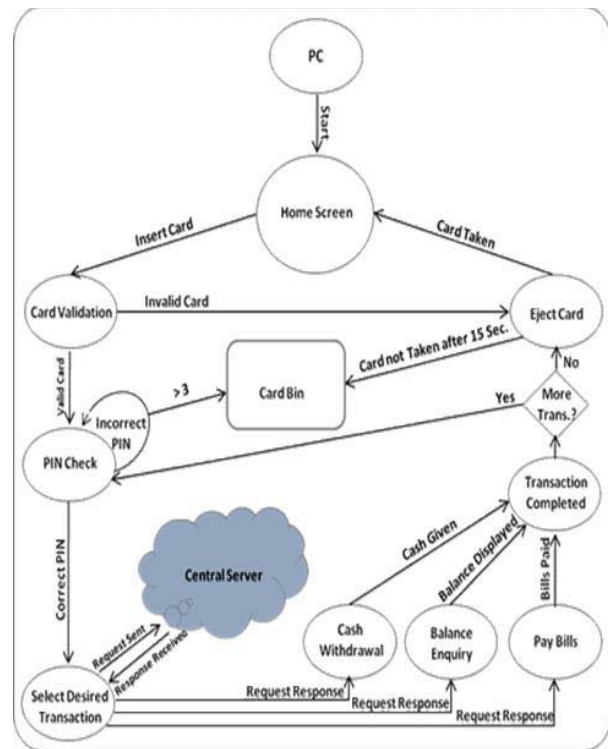 PC
Start
Home Screen
Insert Card
Card Taken
Card Validation
Invalid Card
Eject Card
Card not Taken after 15 Sec.
Valid Card
>3
Card Bin
No
Incorrect
PIN
Yes
More
Trans.?
PIN Check
Transaction
Completed
Correct PIN
Central Server
Cash Given
Balance Displayed
Bills Paid
Request Sent
Response Received
Cash
Withdrawal
Balance
Enquiry
Pay Bills
Select Desired
Transaction
Request Response
Request Response
Request Response